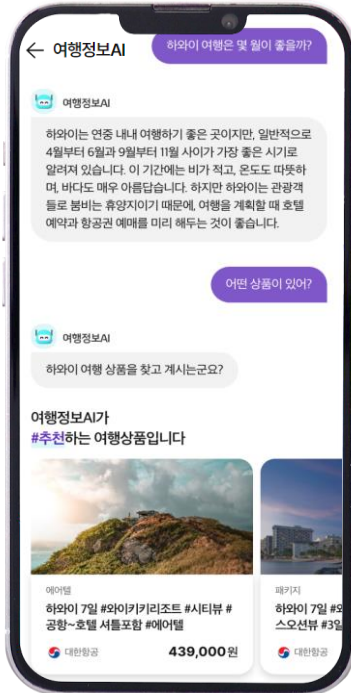 여행정보AI
하와이 여행은 몇 월이 좋을까?
여행정보AI
하와이는 연중 내내 여행하기 좋은 곳이지만, 일반적으로
4월부터 6월과 9월부터 11월 사이가 가장 좋은 시기로
알려져 있습니다. 이 기간에는 비가 적고, 온도도 따뜻하
며, 바다도 매우 아름답습니다. 하지만 하와이는 관광객
들로 붐비는 휴양지이기 때문에, 여행을 계획할 때 호텔
예약과 항공권 예매를 미리 해두는 것이 좋습니다.
어떤 상품이 있어?
여행정보AI
하와이 여행 상품을 찾고 계시는군요?
여행정보AI가
#추천하는 여행상품입니다
에어텔
하와이 7일 #와이키키리조트 #시티뷰 #
공항~호텔 셔틀포함 #에어텔
대한항공
439,000원
패키지
하와이 7일
스오션뷰 #3일
대한항공